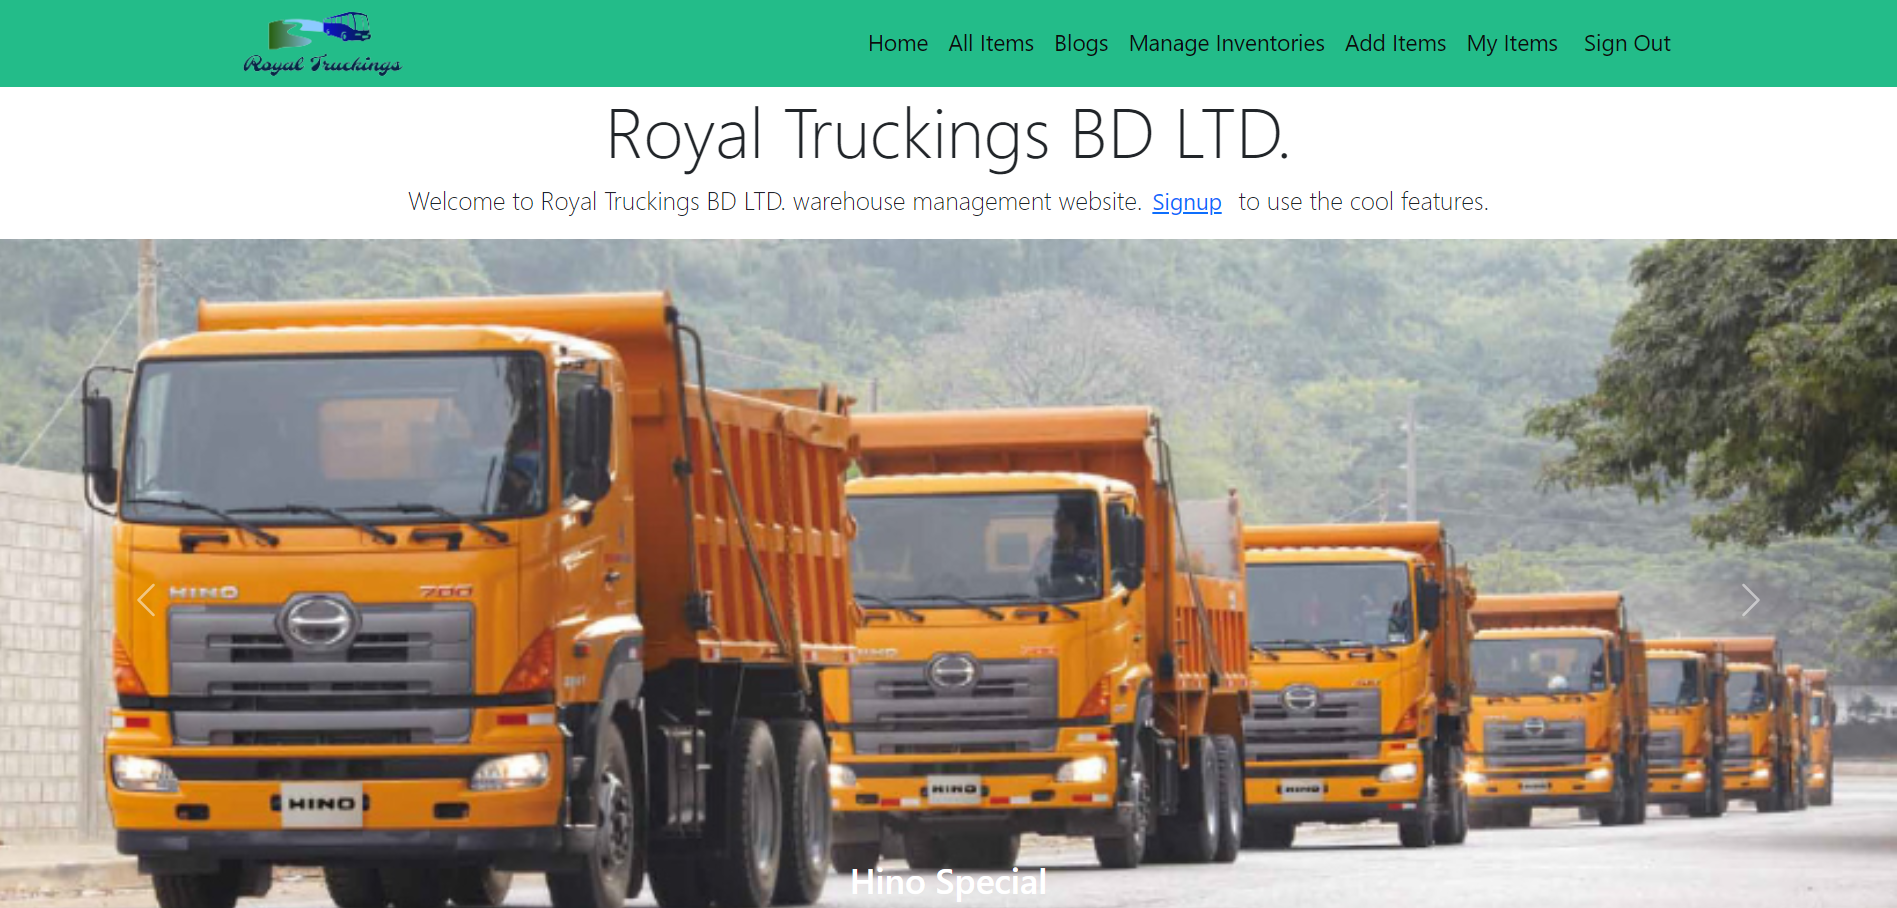 Royal Truckings
Home All Items Blogs Manage Inventories Add Items My Items Sign Out
Royal Truckings BD LTD.
Welcome to Royal Truckings BD LTD. warehouse management website. Signup to use the cool features.
HINO 700
HINO
HINO
HINO
HINO
Hino Special